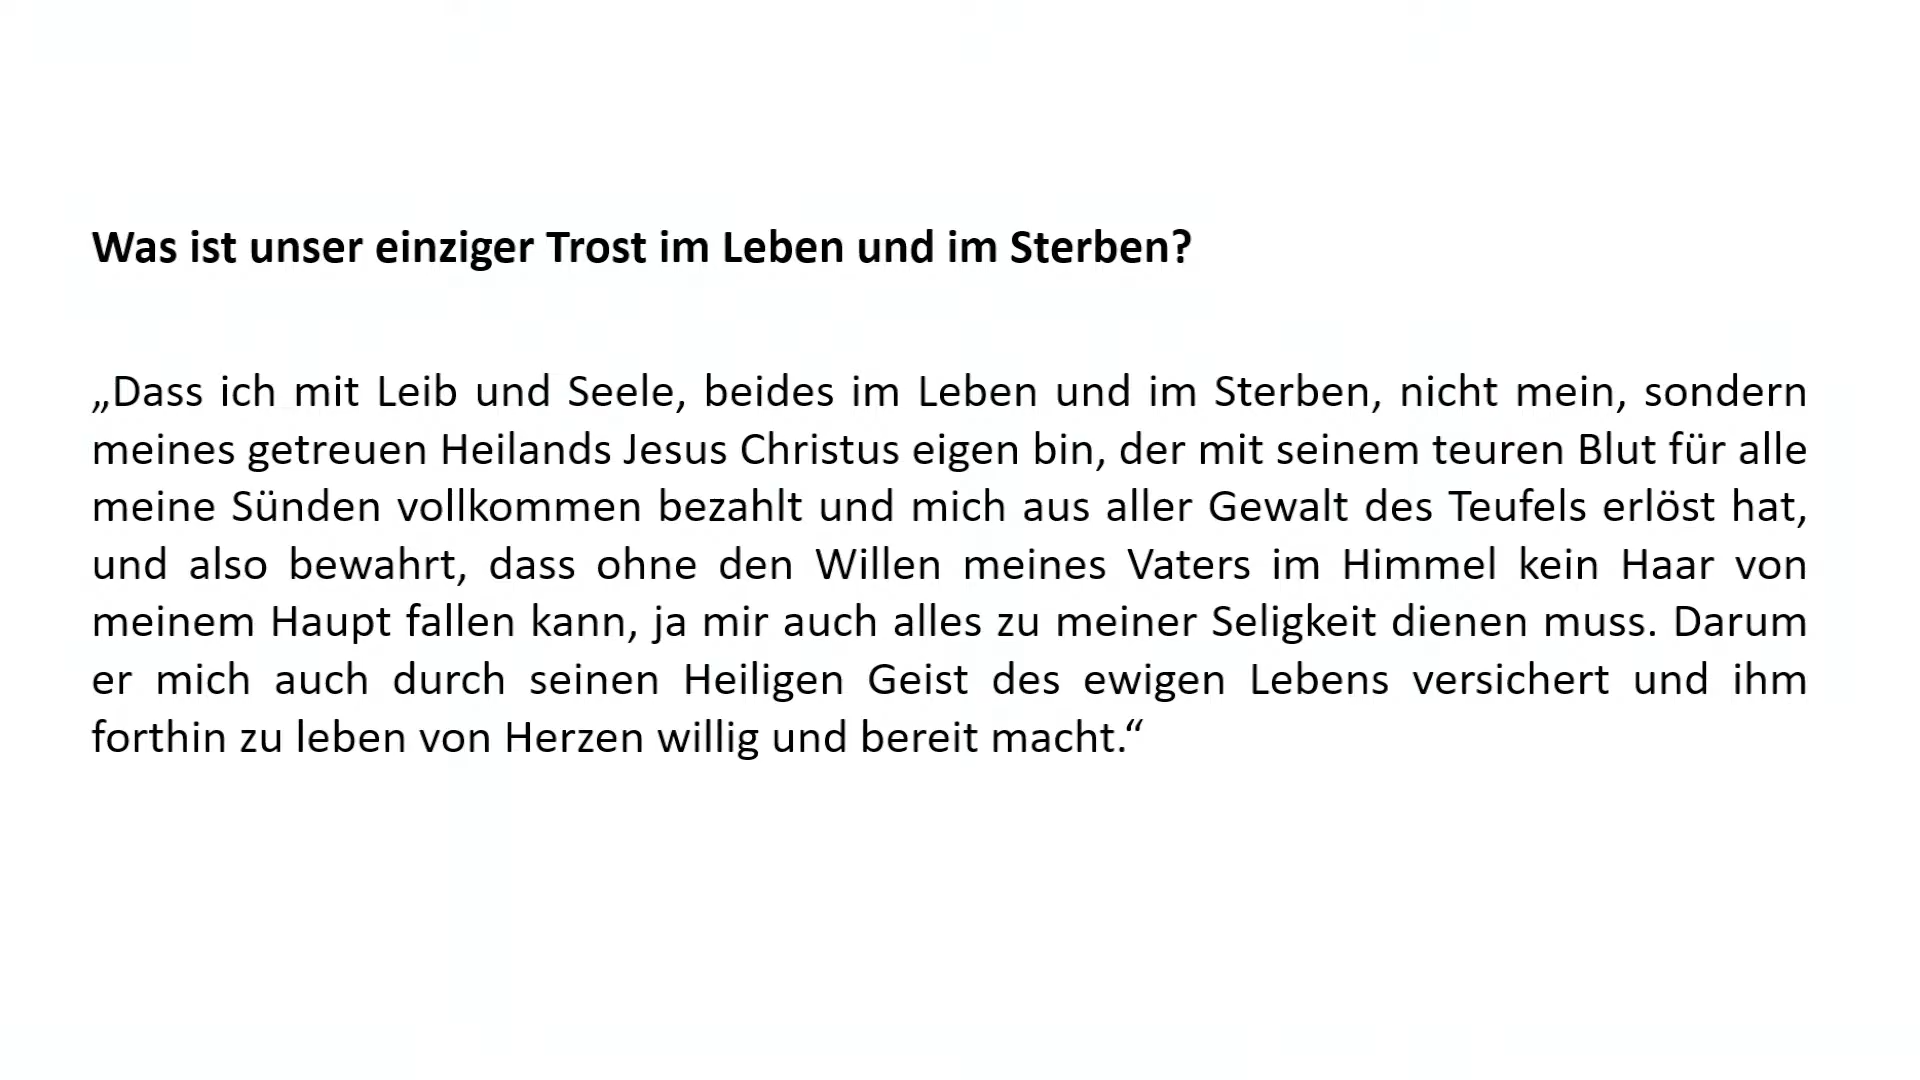 Was ist unser einziger Trost im Leben und im Sterben?
„Dass ich mit Leib und Seele, beides im Leben und im Sterben, nicht mein, sondern
meines getreuen Heilands Jesus Christus eigen bin, der mit seinem teuren Blut für alle
meine Sünden vollkommen bezahlt und mich aus aller Gewalt des Teufels erlöst hat,
und also bewahrt, dass ohne den Willen meines Vaters im Himmel kein Haar von
meinem Haupt fallen kann, ja mir auch alles zu meiner Seligkeit dienen muss. Darum
er mich auch durch seinen Heiligen Geist des ewigen Lebens versichert und ihm
forthin zu leben von Herzen willig und bereit macht.“